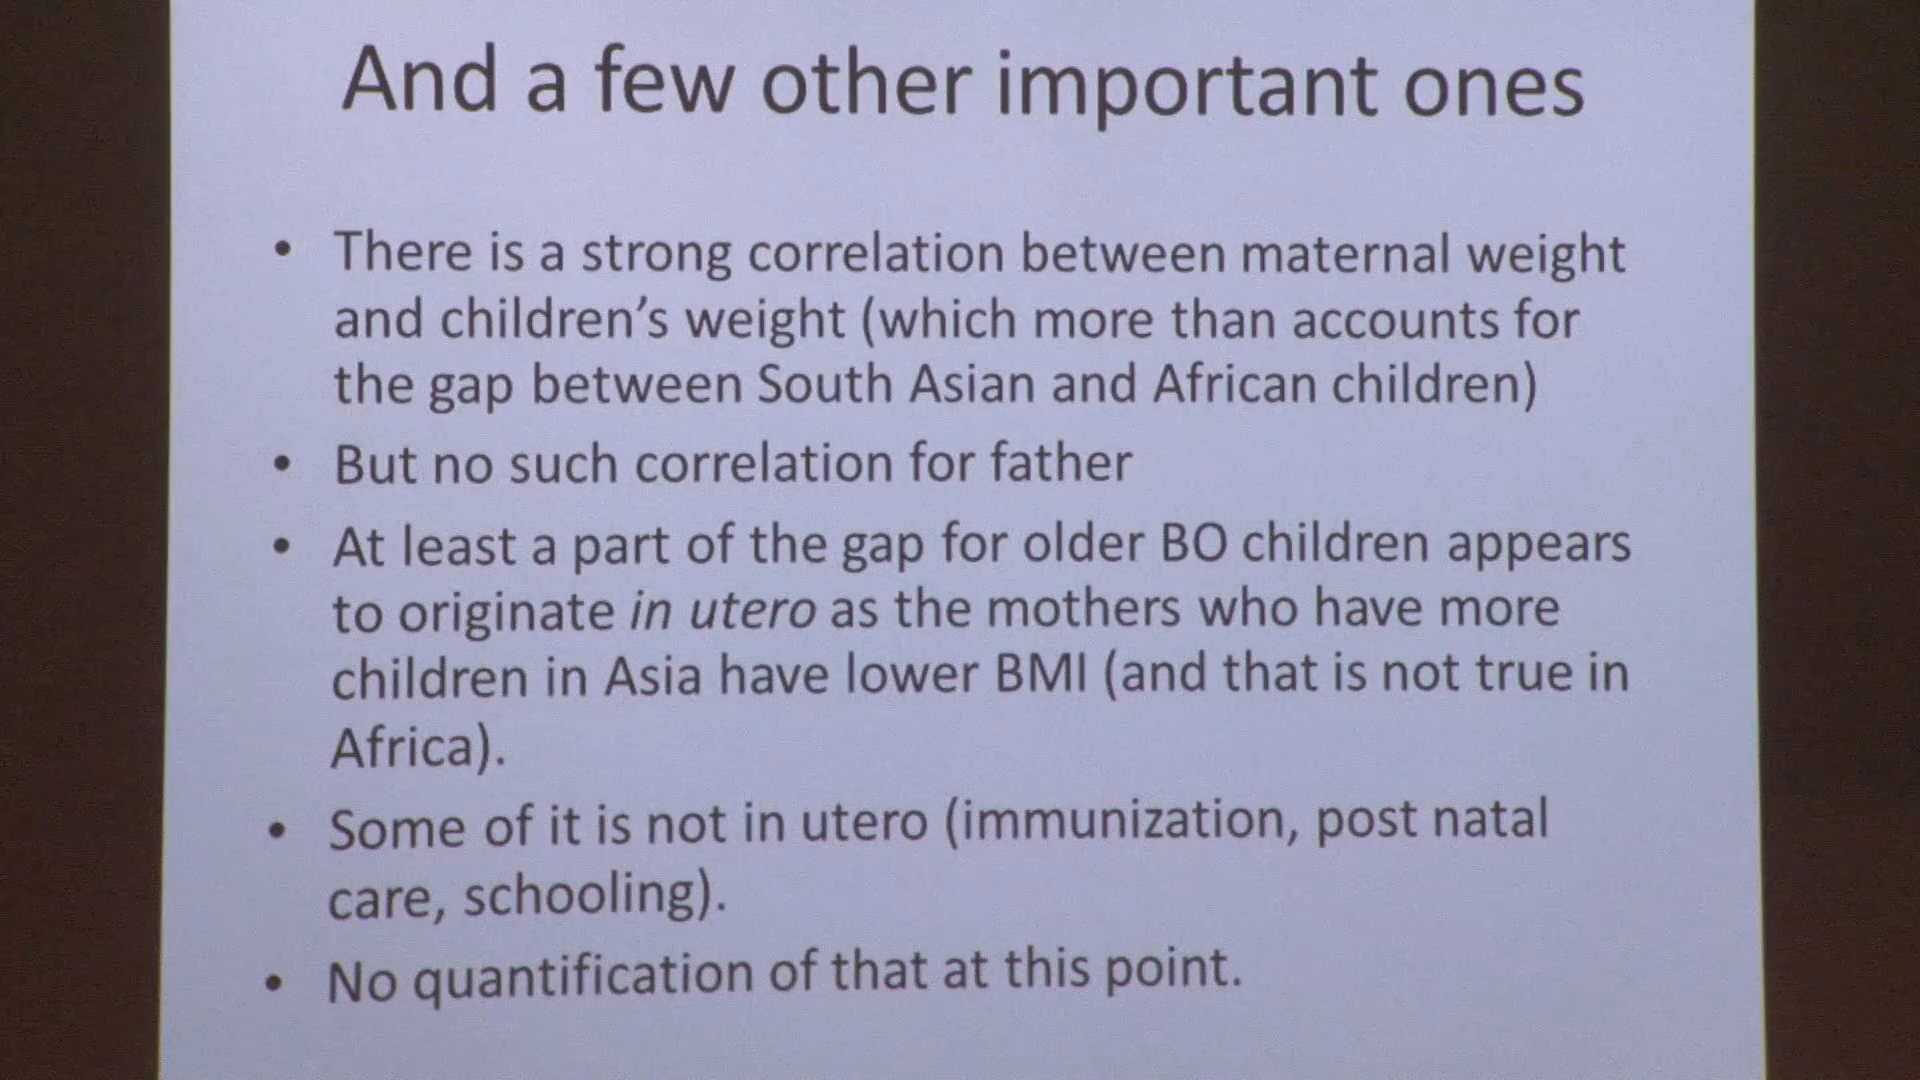 And a few other important ones
• There is a strong correlation between maternal weight
and children's weight (which more than accounts for
the gap between South Asian and African children)
• But no such correlation for father
• At least a part of the gap for older BO children appears
to originate in utero as the mothers who have more
children in Asia have lower BMI (and that is not true in
Africa).
• Some of it is not in utero (immunization, post natal
care, schooling).
• No quantification of that at this point.